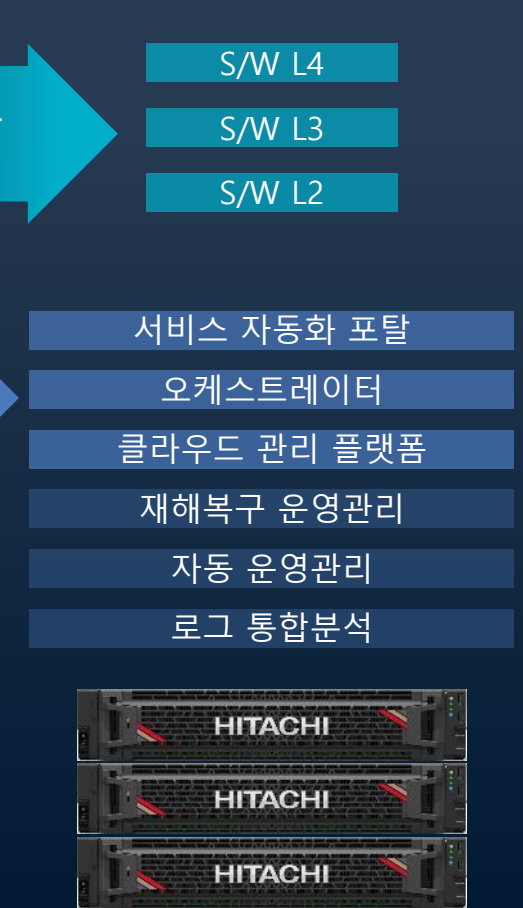 S/W L4
S/W L3
S/W L2
서비스 자동화 포탈
오케스트레이터
클라우드 관리 플랫폼
재해복구 운영관리
자동 운영관리
로그 통합분석
HITACHI
HITACHI
HITACHI